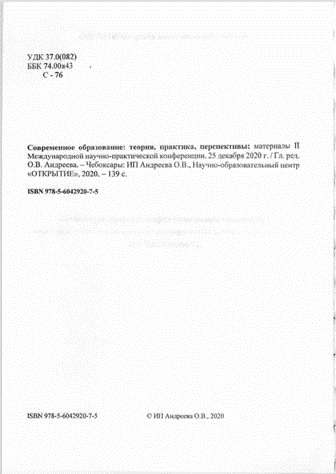 УДК 37.0(082)
ББК 74.00я43
С - 76
Современное образование: теория, практика, перспективы: материалы II
Международной научно-практической конференции. 25 декабря 2020 г. / Гл. ред.
О.В. Андреева. – Чебоксары: ИП Андреева О.В., Научно-образовательный центр
«ОТКРЫТИЕ», 2020, – 139 с.
ISBN 978-5-6042920-7-5
ISBN 978-5-6042920-7-5 © ИП Андреева О.В., 2020